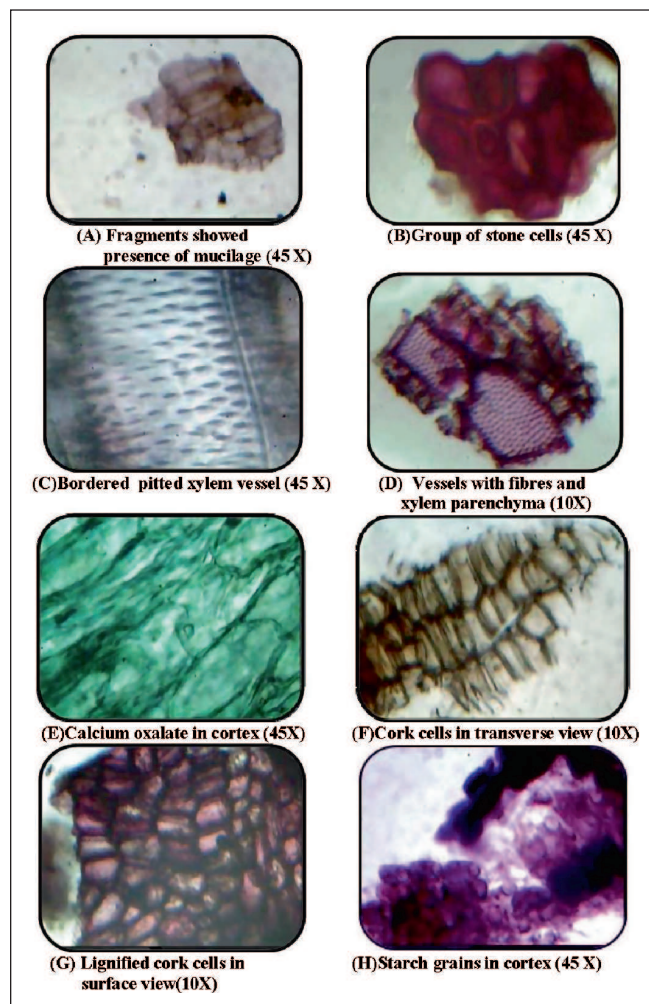 (A) Fragments showed
presence of mucilage (45 X)
(B)Group of stone cells (45 X)
(C)Bordered pitted xylem vessel (45 X)
(D) Vessels with fibres and
xylem parenchyma (10X)
(E)Calcium oxalate in cortex (45X)
(F)Cork cells in transverse view (10X)
(G) Lignified cork cells in
surface view(10X)
(H)Starch grains in cortex (45 X)